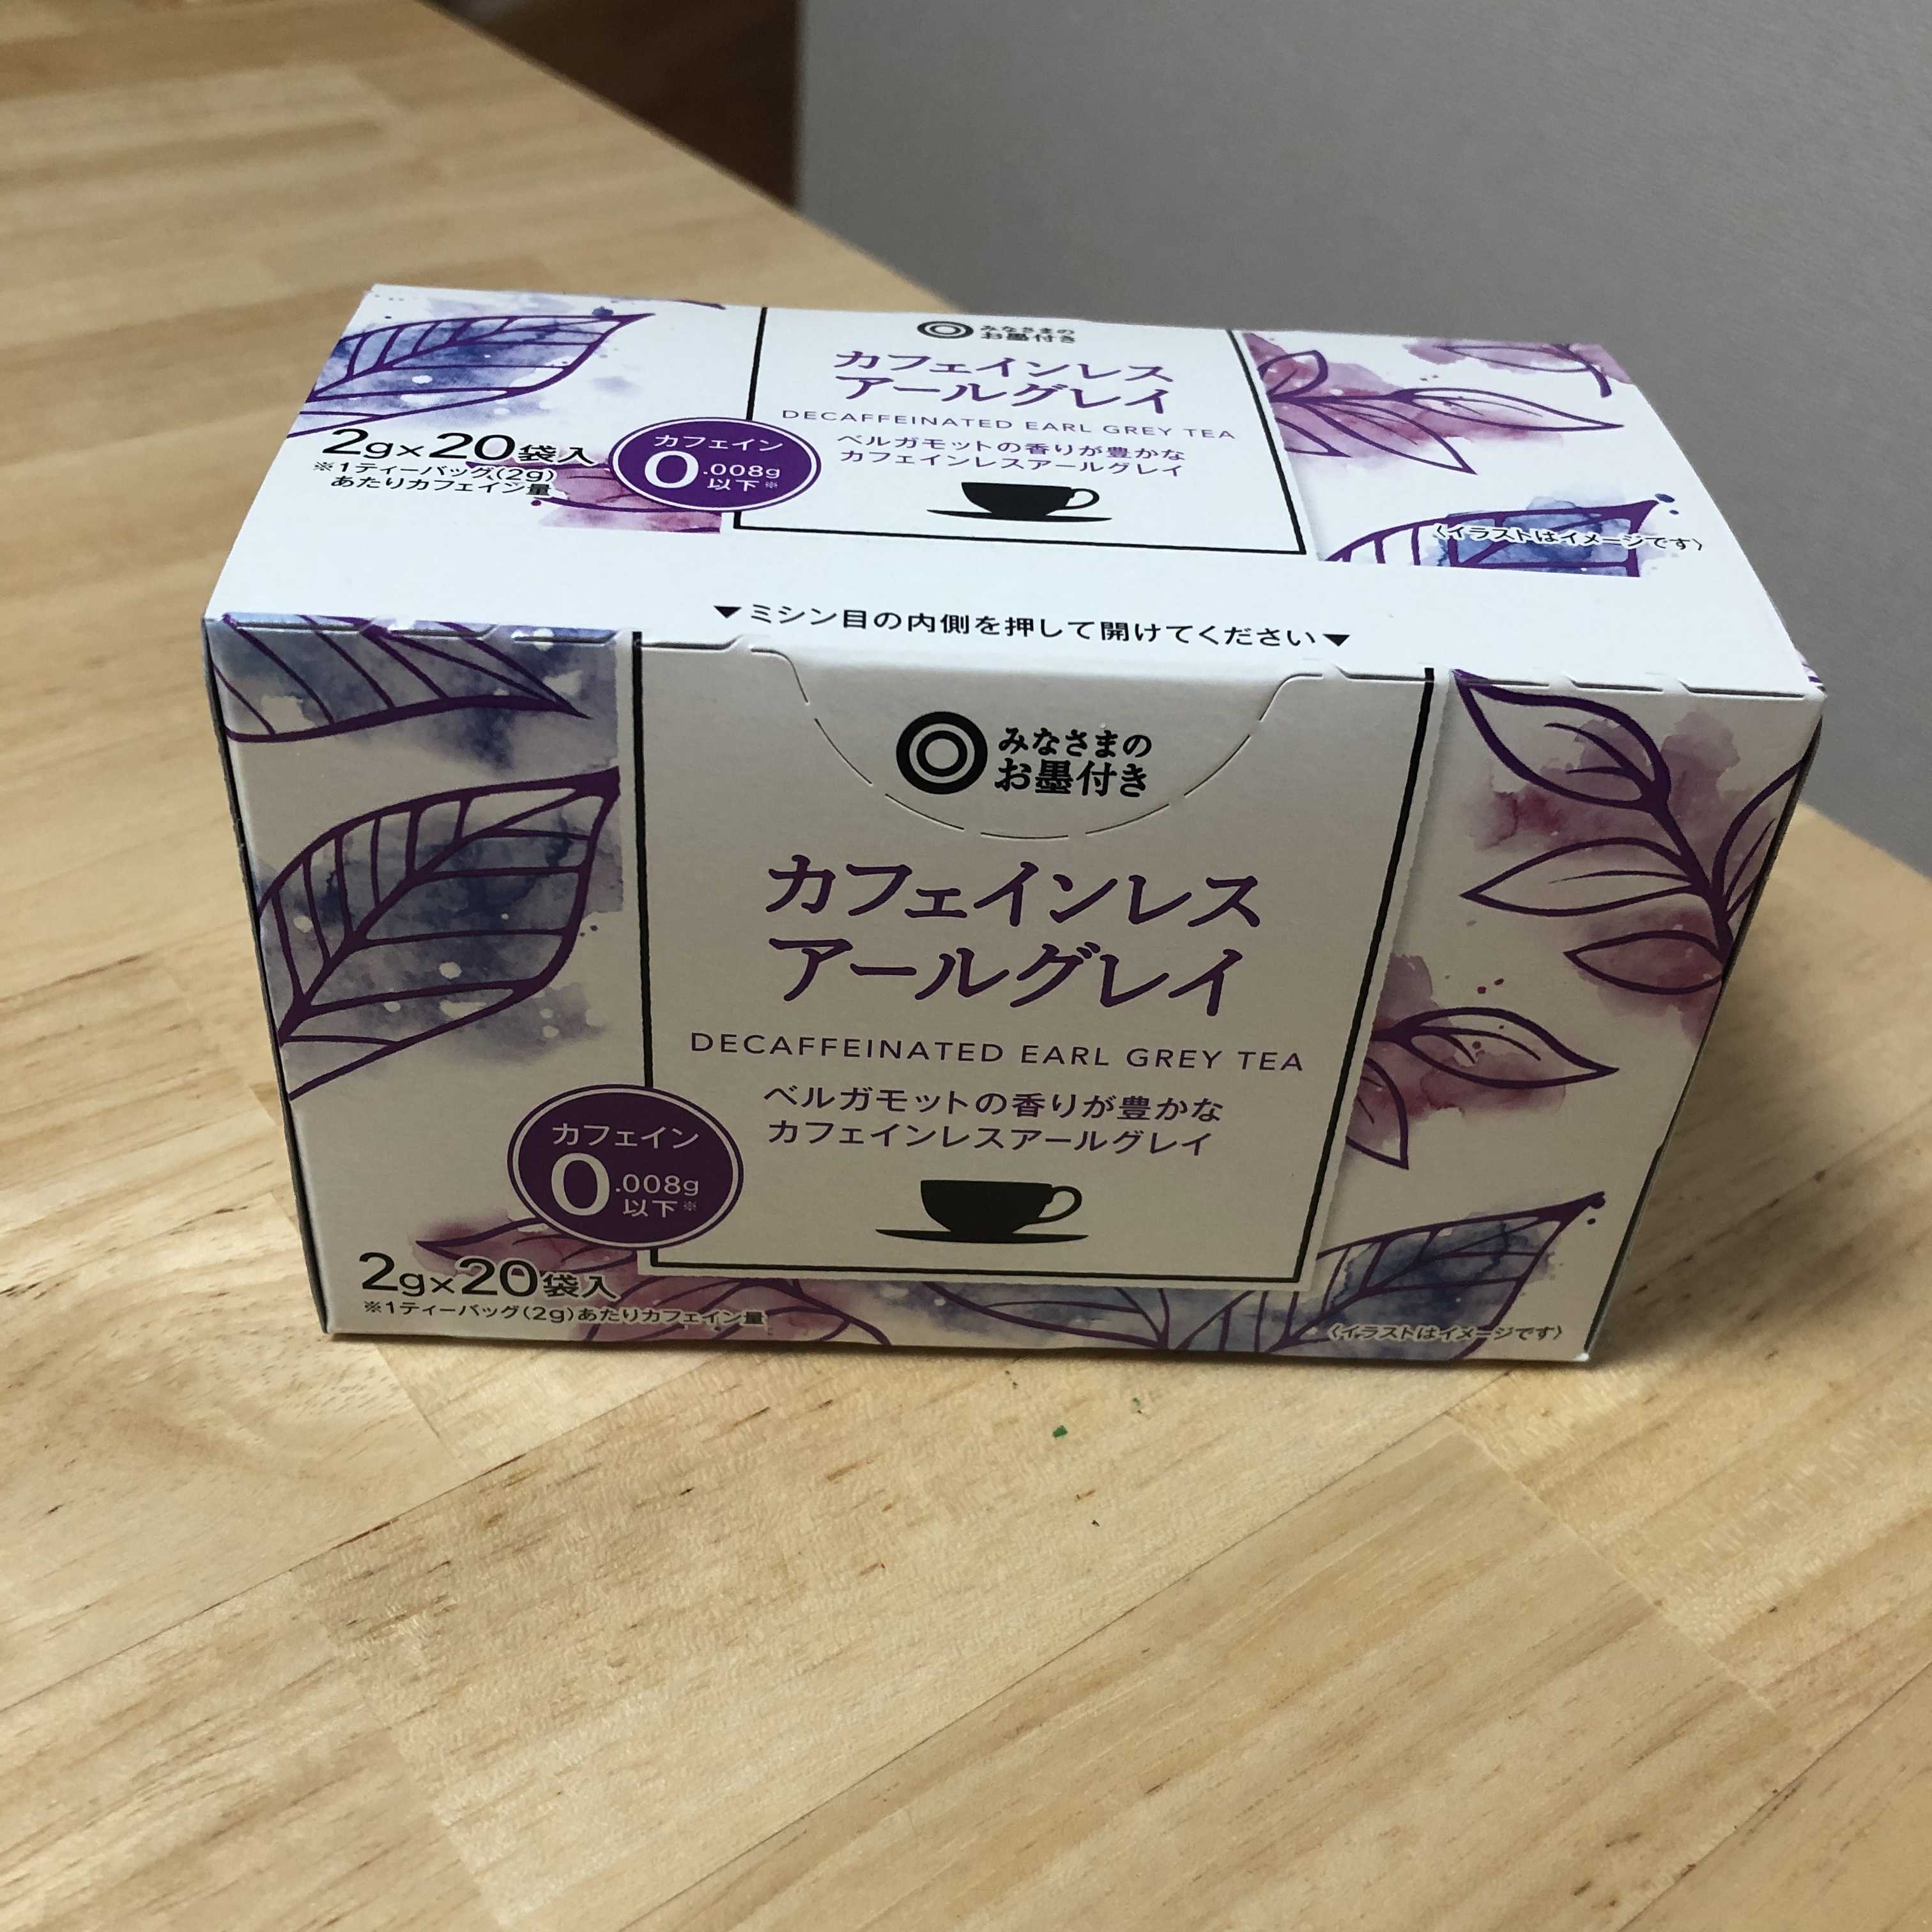 みなさまの
お墨付き
カフェインレス
アールグレイ
DECAFFEINATED EARL GREY TEA
ベルガモットの香りが豊かな
カフェインレスアールグレイ
カフェイン
0.008g
以下※
2g×20袋入
※1ティーバッグ(2g)
あたりカフェイン量
〈イラストはイメージです〉
▼ミシン目の内側を押して開けてください▼
みなさまの
お墨付き
カフェインレス
アールグレイ
DECAFFEINATED EARL GREY TEA
ベルガモットの香りが豊かな
カフェインレスアールグレイ
カフェイン
0.008g
以下※
2g×20袋入
※1ティーバッグ(2g)あたりカフェイン量
〈イラストはイメージです〉